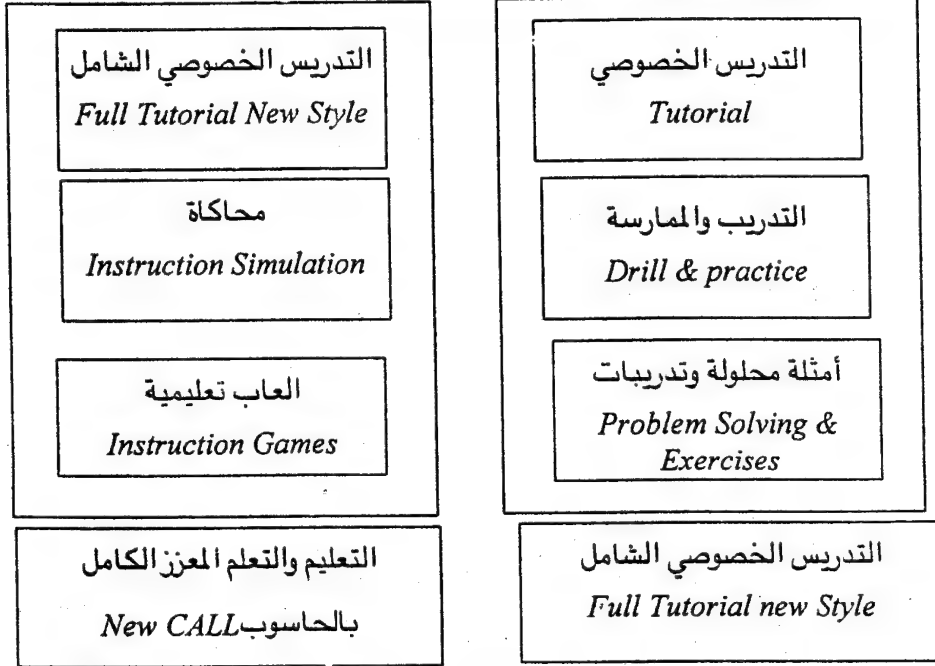 التدريس الخصوصي
Tutorial
التدريب والممارسة
Drill & practice
أمثلة محلولة وتدريبات
Problem Solving &
Exercises
التدريس الخصوصي الشامل
Full Tutorial new Style
التدريس الخصوصي الشامل
Full Tutorial New Style
محاكاة
Instruction Simulation
العاب تعليمية
Instruction Games
التعليم والتعلم المعزز الكامل
بالحاسوب New CALL